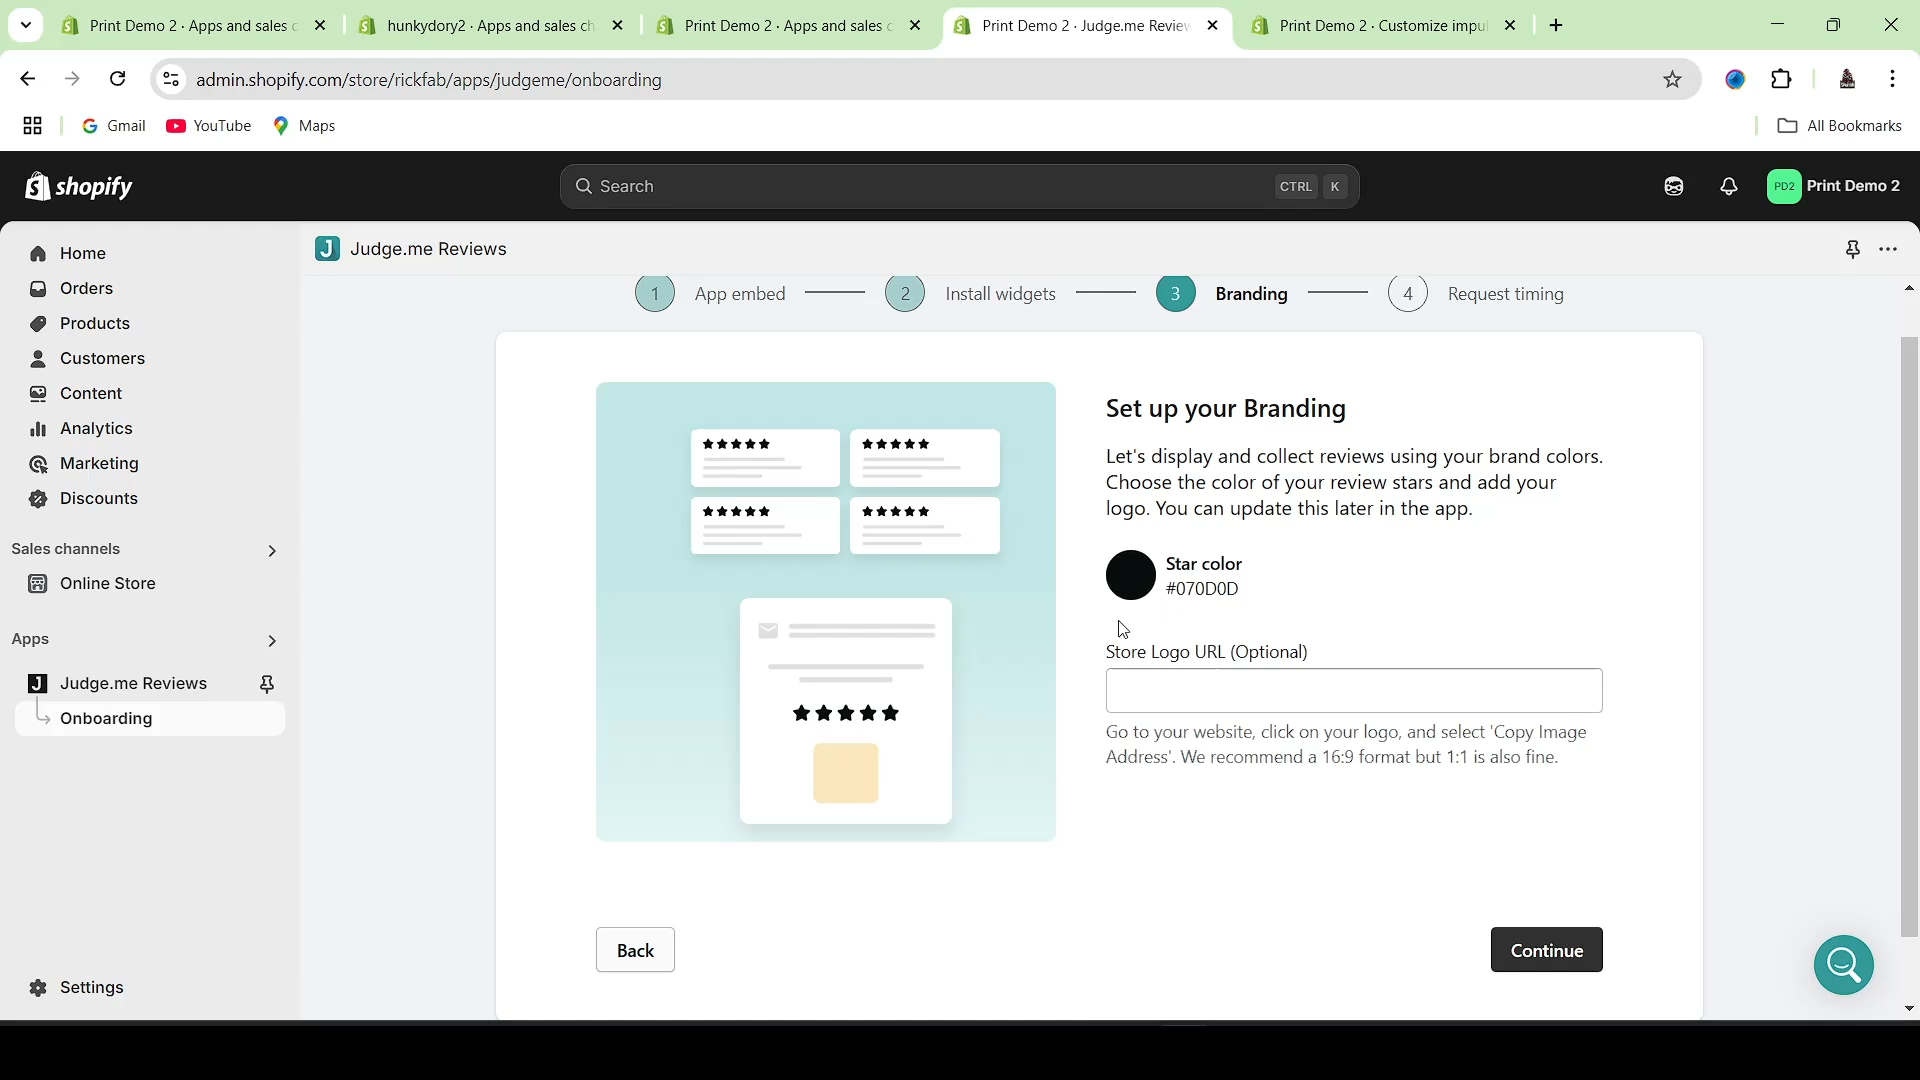 Print Demo 2 · Apps and sales c
hunkydory2 · Apps and sales ch
Print Demo 2 · Apps and sales c
Print Demo 2 · Judge.me Review
Print Demo 2 · Customize impul
admin.shopify.com/store/rickfab/apps/judgeme/onboarding
Gmail
YouTube
Maps
All Bookmarks
shopify
Search
CTRL K
PD2
Print Demo 2
Home
Orders
Products
Customers
Content
Analytics
Marketing
Discounts
Sales channels
Online Store
Apps
J Judge.me Reviews
Onboarding
Settings
J Judge.me Reviews
1 App embed
2 Install widgets
3 Branding
4 Request timing
Set up your Branding
Let's display and collect reviews using your brand colors.
Choose the color of your review stars and add your
logo. You can update this later in the app.
Star color
#070D0D
Store Logo URL (Optional)
Go to your website, click on your logo, and select 'Copy Image
Address'. We recommend a 16:9 format but 1:1 is also fine.
Back
Continue